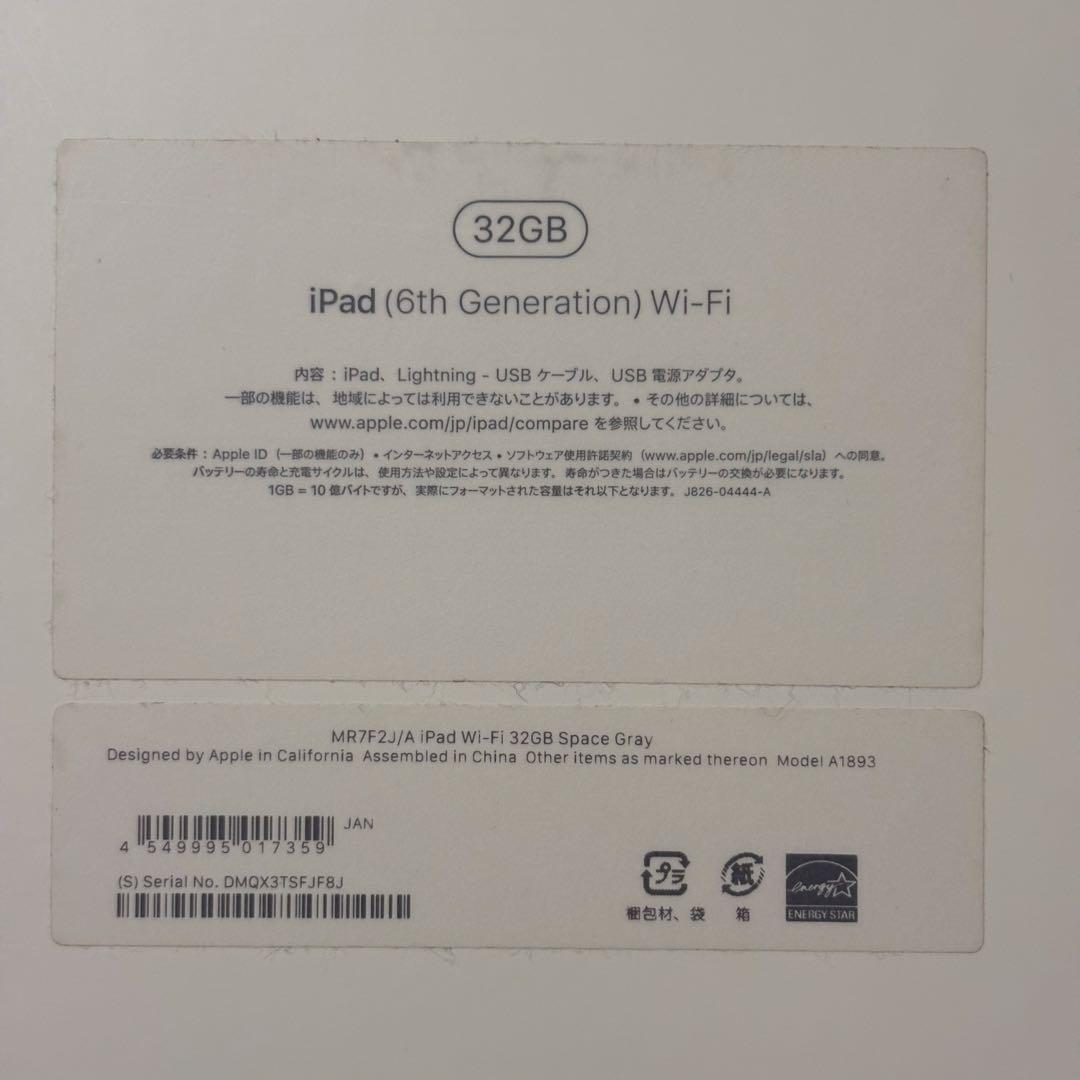 32GB
iPad (6th Generation) Wi-Fi
内容：iPad、Lightning - USB ケーブル、USB 電源アダプタ。
一部の機能は、地域によっては利用できないことがあります。 • その他の詳細については、
www.apple.com/jp/ipad/compare を参照してください。
必要条件：Apple ID（一部の機能のみ）• インターネットアクセス • ソフトウェア使用許諾契約（www.apple.com/jp/legal/sla）への同意。
バッテリーの寿命と充電サイクルは、使用方法や設定によって異なります。 寿命がつきた場合はバッテリーの交換が必要になります。
1GB = 10 億バイトですが、実際にフォーマットされた容量はそれ以下となります。 J826-04444-A
MR7F2J/A iPad Wi-Fi 32GB Space Gray
Designed by Apple in California Assembled in China Other items as marked thereon Model A1893
JAN
4 549995 017359
(S) Serial No. DMQX3TSFJF8J
プラ 紙 energy
梱包材、袋 箱 ENERGY STAR